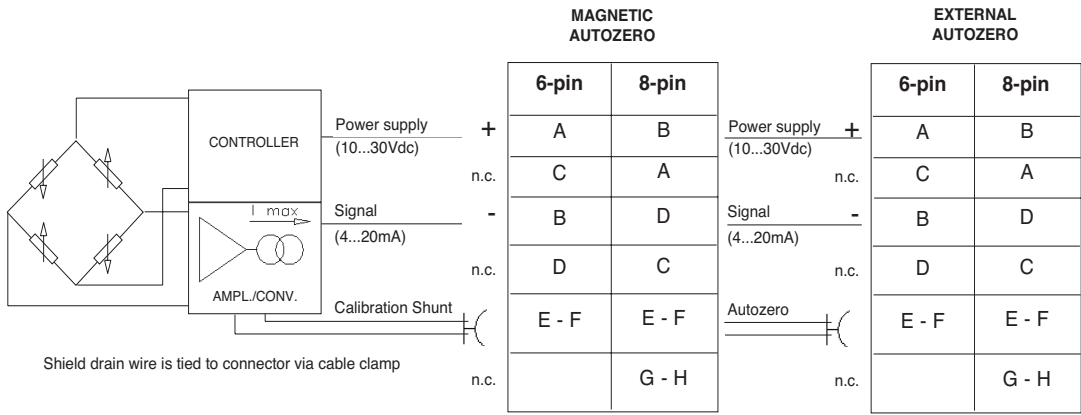 MAGNETIC
AUTOZERO
EXTERNAL
AUTOZERO
6-pin 8-pin 6-pin 8-pin
CONTROLLER
Power supply + A B Power supply + A B
(10...30Vdc) (10...30Vdc)
n.c. C A n.c. C A
I max
Signal - B D Signal - B D
(4...20mA) (4...20mA)
n.c. D C n.c. D C
AMPL./CONV.
Calibration Shunt E - F E - F Autozero E - F E - F
Shield drain wire is tied to connector via cable clamp
n.c. G - H n.c. G - H